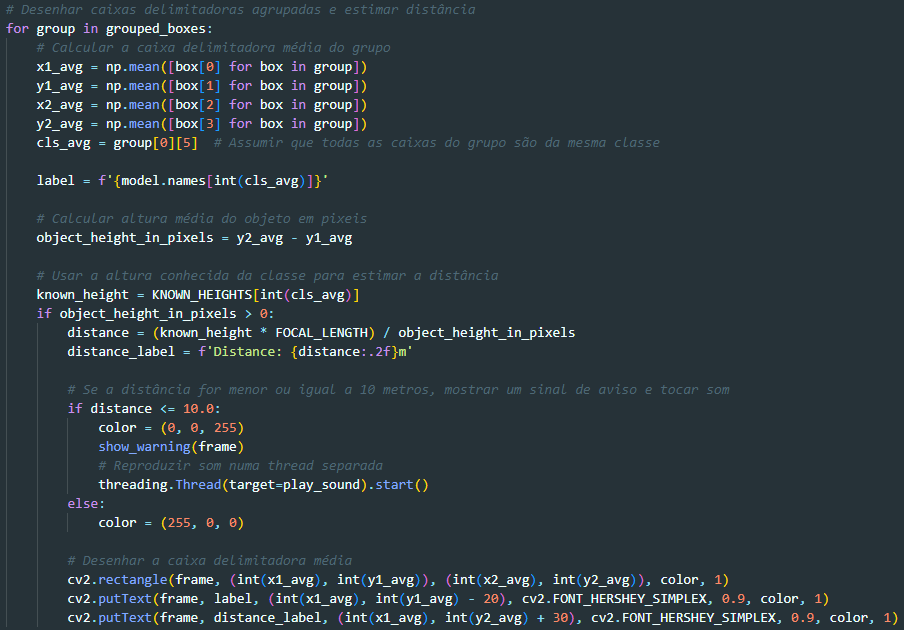 # Desenhar caixas delimitadoras agrupadas e estimar distância
for group in grouped_boxes:
    # Calcular a caixa delimitadora média do grupo
    x1_avg = np.mean([box[0] for box in group])
    y1_avg = np.mean([box[1] for box in group])
    x2_avg = np.mean([box[2] for box in group])
    y2_avg = np.mean([box[3] for box in group])
    cls_avg = group[0][5]  # Assumir que todas as caixas do grupo são da mesma classe

    label = f'{model.names[int(cls_avg)]}'

    # Calcular altura média do objeto em pixeis
    object_height_in_pixels = y2_avg - y1_avg

    # Usar a altura conhecida da classe para estimar a distância
    known_height = KNOWN_HEIGHTS[int(cls_avg)]
    if object_height_in_pixels > 0:
        distance = (known_height * FOCAL_LENGTH) / object_height_in_pixels
        distance_label = f'Distance: {distance:.2f}m'

        # Se a distância for menor ou igual a 10 metros, mostrar um sinal de aviso e tocar som
        if distance <= 10.0:
            color = (0, 0, 255)
            show_warning(frame)
            # Reproduzir som numa thread separada
            threading.Thread(target=play_sound).start()
        else:
            color = (255, 0, 0)

        # Desenhar a caixa delimitadora média
        cv2.rectangle(frame, (int(x1_avg), int(y1_avg)), (int(x2_avg), int(y2_avg)), color, 1)
        cv2.putText(frame, label, (int(x1_avg), int(y1_avg) - 20), cv2.FONT_HERSHEY_SIMPLEX, 0.9, color, 1)
        cv2.putText(frame, distance_label, (int(x1_avg), int(y2_avg) + 30), cv2.FONT_HERSHEY_SIMPLEX, 0.9, color, 1)